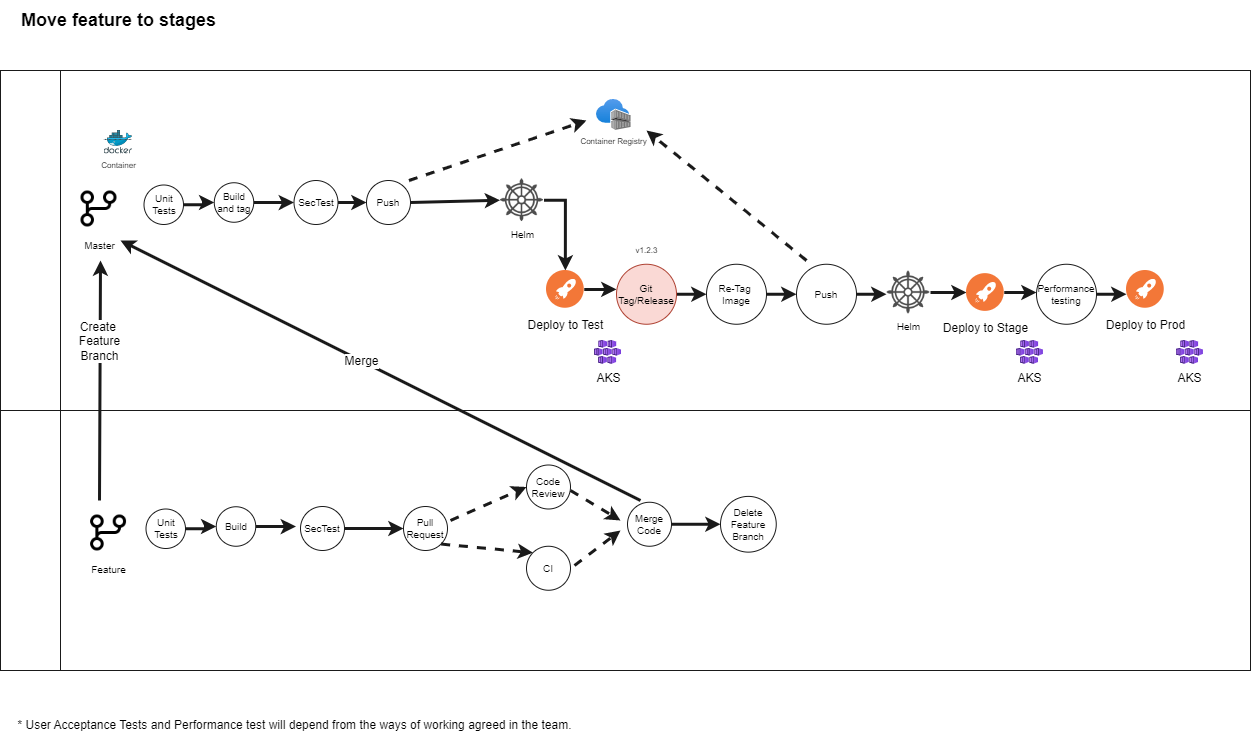 Move feature to stages
docker
Container
Container Registry
Unit
Tests
Build
and tag
SecTest
Push
Master
Helm
v1.2.3
Git
Tag/Release
Re-Tag
Image
Push
Performance
testing
Deploy to Test
Helm
Deploy to Stage
Deploy to Prod
AKS
AKS
AKS
Create
Feature
Branch
Merge
Code
Review
Unit
Tests
Build
SecTest
Pull
Request
Merge
Code
Delete
Feature
Branch
CI
Feature
* User Acceptance Tests and Performance test will depend from the ways of working agreed in the team.